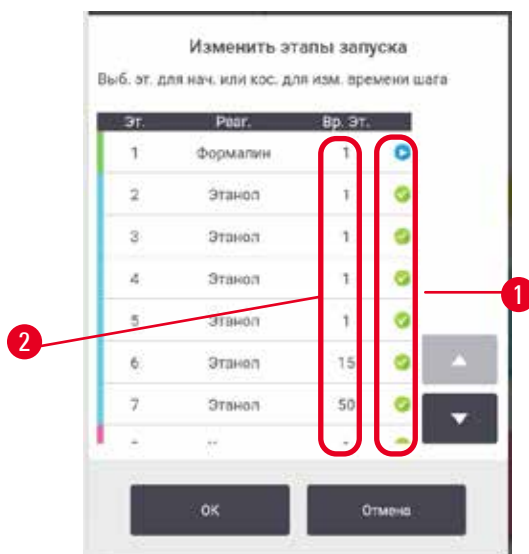 Изменить этапы запуска
Выб. эт. для нач. или кос. для изм. времени шага
Эт. Реаг. Вр. Эт.
1 Формалин 1
2 Этанол 1
3 Этанол 1
4 Этанол 1
1
5 Этанол 1
2
6 Этанол 15
7 Этанол 50
ОК Отмена